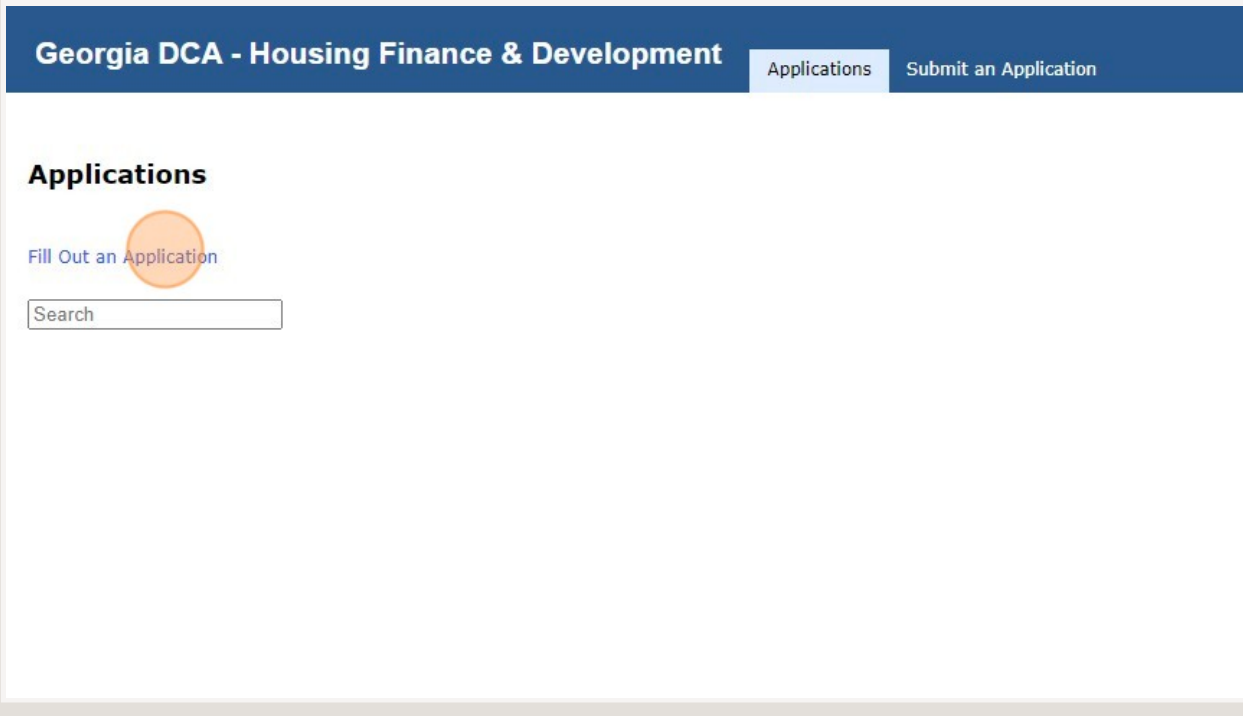 Georgia DCA - Housing Finance & Development
Applications Submit an Application
Applications
Fill Out an Application
Search